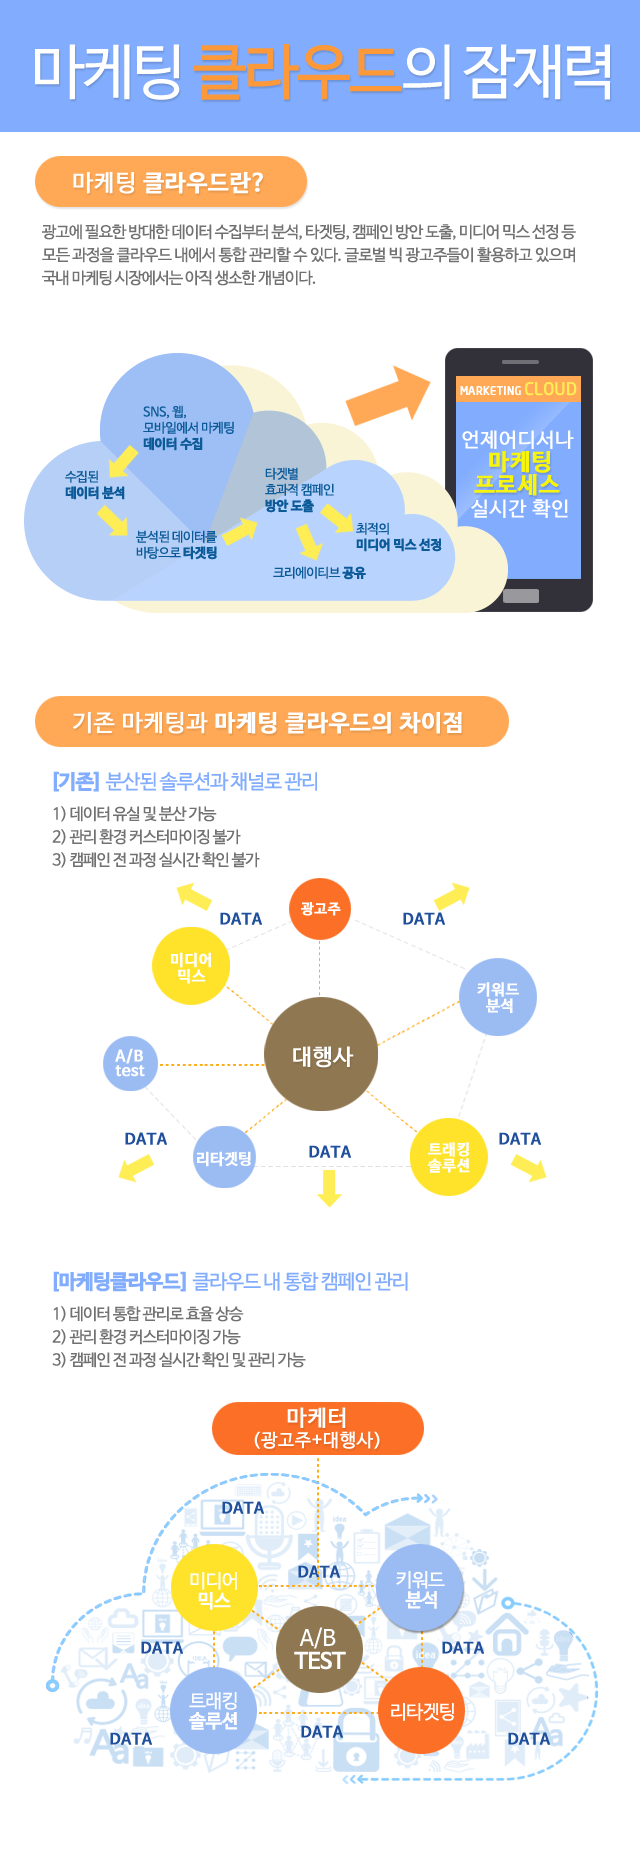 마케팅 클라우드의 잠재력
마케팅 클라우드란?
광고에 필요한 방대한 데이터 수집부터 분석, 타겟팅, 캠페인 방안 도출, 미디어 믹스 선정 등
모든 과정을 클라우드 내에서 통합 관리할 수 있다. 글로벌 빅 광고주들이 활용하고 있으며
국내 마케팅 시장에서는 아직 생소한 개념이다.
SNS, 웹,
모바일에서 마케팅
데이터 수집
수집된
데이터 분석
분석된 데이터를
바탕으로 타겟팅
타겟별
효과적 캠페인
방안 도출
최적의
미디어 믹스 선정
크리에이티브 공유
MARKETING CLOUD
언제어디서나
마케팅
프로세스
실시간 확인
기존 마케팅과 마케팅 클라우드의 차이점
[기존] 분산된 솔루션과 채널로 관리
1) 데이터 유실 및 분산 가능
2) 관리 환경 커스터마이징 불가
3) 캠페인 전 과정 실시간 확인 불가
광고주
DATA
DATA
미디어
믹스
키워드
분석
대행사
A/B
test
DATA
리타겟팅
DATA
트래킹
솔루션
DATA
[마케팅클라우드] 클라우드 내 통합 캠페인 관리
1) 데이터 통합 관리로 효율 상승
2) 관리 환경 커스터마이징 가능
3) 캠페인 전 과정 실시간 확인 및 관리 가능
마케터
(광고주+대행사)
DATA
idea
DATA
미디어
믹스
키워드
분석
A/B
TEST
DATA
DATA
IDEA
idea
Aa
트래킹
솔루션
리타겟팅
DATA
DATA
DATA
Aa
Aa